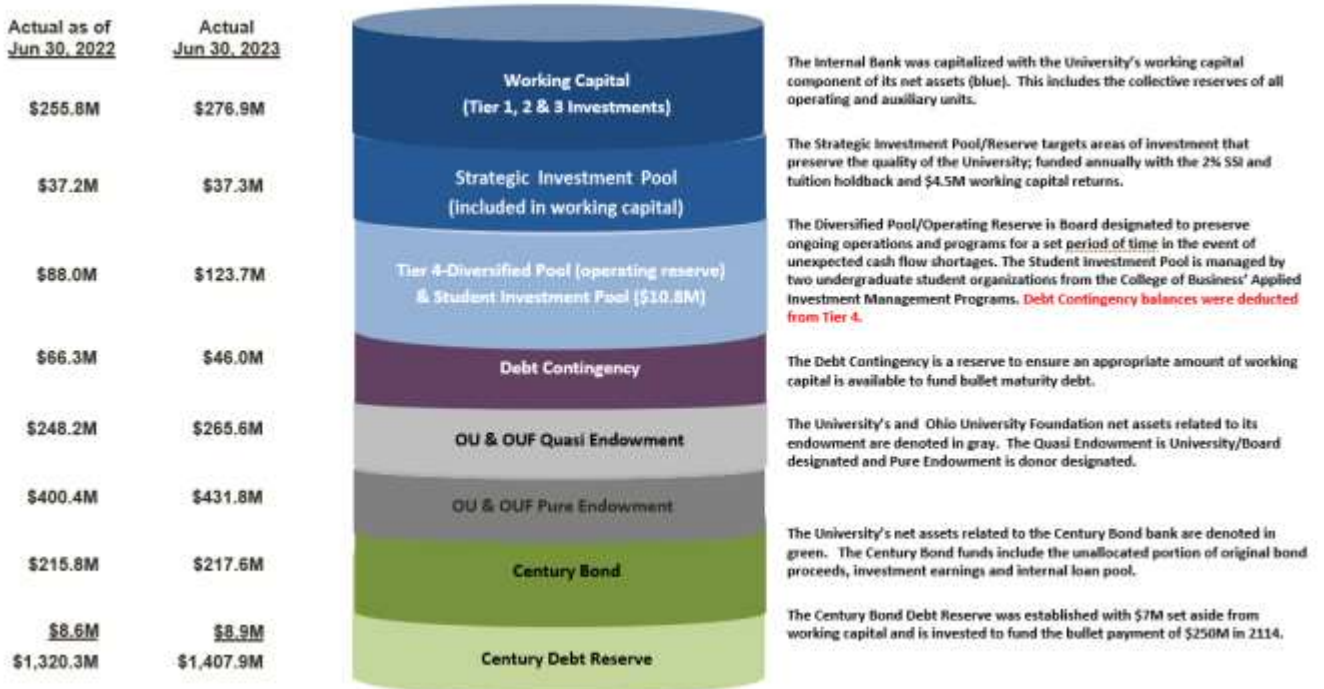 Actual as of
Jun 30, 2022
Actual
Jun 30, 2023
$255.8M
$276.9M
Working Capital
(Tier 1, 2 & 3 Investments)
The Internal Bank was capitalized with the University's working capital
component of its net assets (blue).  This includes the collective reserves of all
operating and auxiliary units.
$37.2M
$37.3M
Strategic Investment Pool
(included in working capital)
The Strategic Investment Pool/Reserve targets areas of investment that
preserve the quality of the University; funded annually with the 2% SSI and
tuition holdback and $4.5M working capital returns.
$88.0M
$123.7M
Tier 4-Diversified Pool (operating reserve)
& Student Investment Pool ($10.8M)
The Diversified Pool/Operating Reserve is Board designated to preserve
ongoing operations and programs for a set period of time in the event of
unexpected cash flow shortages. The Student Investment Pool is managed by
two undergraduate student organizations from the College of Business' Applied
Investment Management Programs. Debt Contingency balances were deducted
from Tier 4.
$66.3M
$46.0M
Debt Contingency
The Debt Contingency is a reserve to ensure an appropriate amount of working
capital is available to fund bullet maturity debt.
$248.2M
$265.6M
OU & OUF Quasi Endowment
The University's and  Ohio University Foundation net assets related to its
endowment are denoted in gray.  The Quasi Endowment is University/Board
designated and Pure Endowment is donor designated.
$400.4M
$431.8M
OU & OUF Pure Endowment
$215.8M
$217.6M
Century Bond
The University's net assets related to the Century Bond bank are denoted in
green.   The Century Bond funds include the unallocated portion of original bond
proceeds, investment earnings and internal loan pool.
$8.6M
$8.9M
$1,320.3M
$1,407.9M
Century Debt Reserve
The Century Bond Debt Reserve was established with $7M set aside from
working capital and is invested to fund the bullet payment of $250M in 2114.